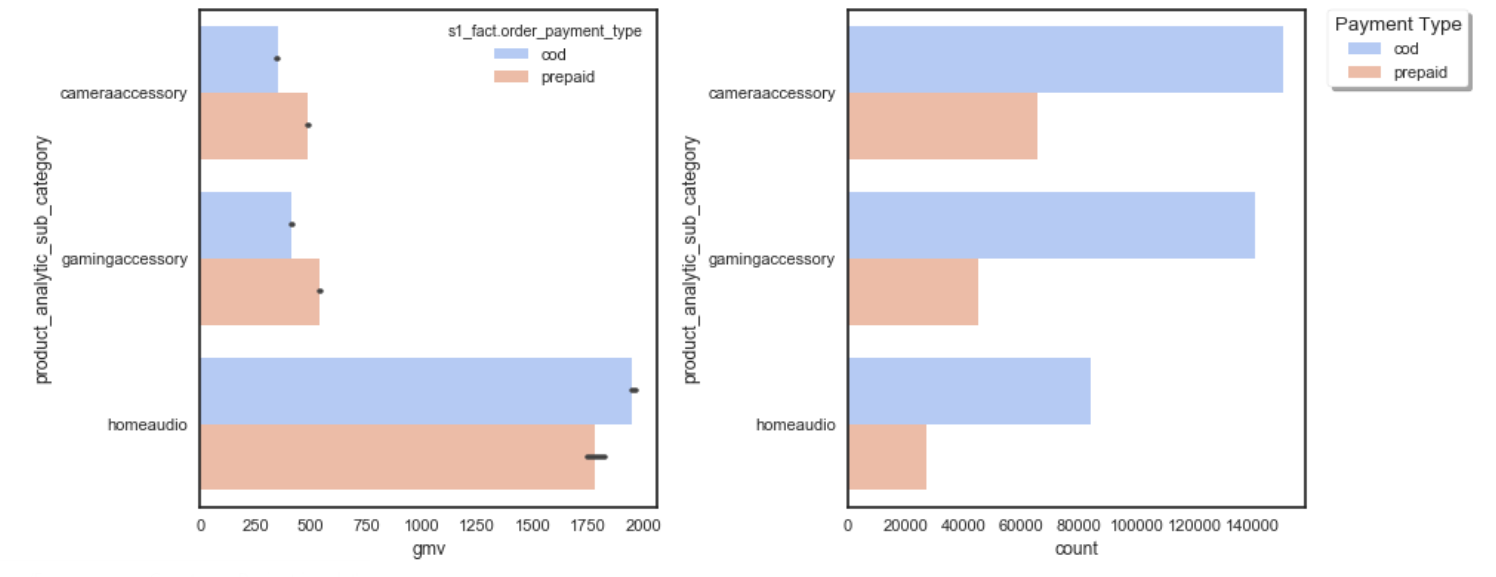 s1_fact.order_payment_type
cod
prepaid
cameraaccessory
gamingaccessory
homeaudio
product_analytic_sub_category
0 250 500 750 1000 1250 1500 1750 2000
gmv
Payment Type
cod
prepaid
cameraaccessory
gamingaccessory
homeaudio
product_analytic_sub_category
0 20000 40000 60000 80000 100000 120000 140000
count